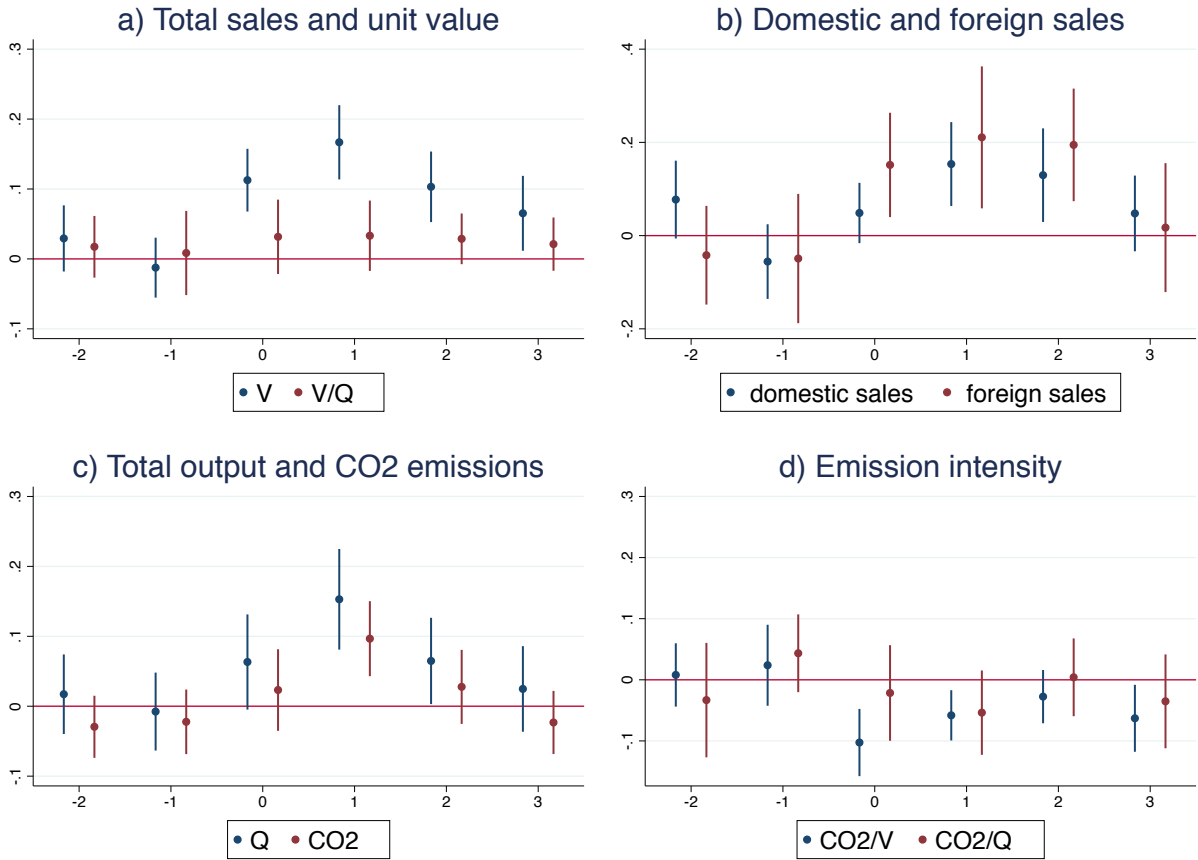 a) Total sales and unit value
.3
.2
.1
0
-.1
-2 -1 0 1 2 3
V V/Q
b) Domestic and foreign sales
.4
.2
0
-.2
-2 -1 0 1 2 3
domestic sales foreign sales
c) Total output and CO2 emissions
.3
.2
.1
0
-.1
-2 -1 0 1 2 3
Q CO2
d) Emission intensity
.3
.2
.1
0
-.1
-2 -1 0 1 2 3
CO2/V CO2/Q